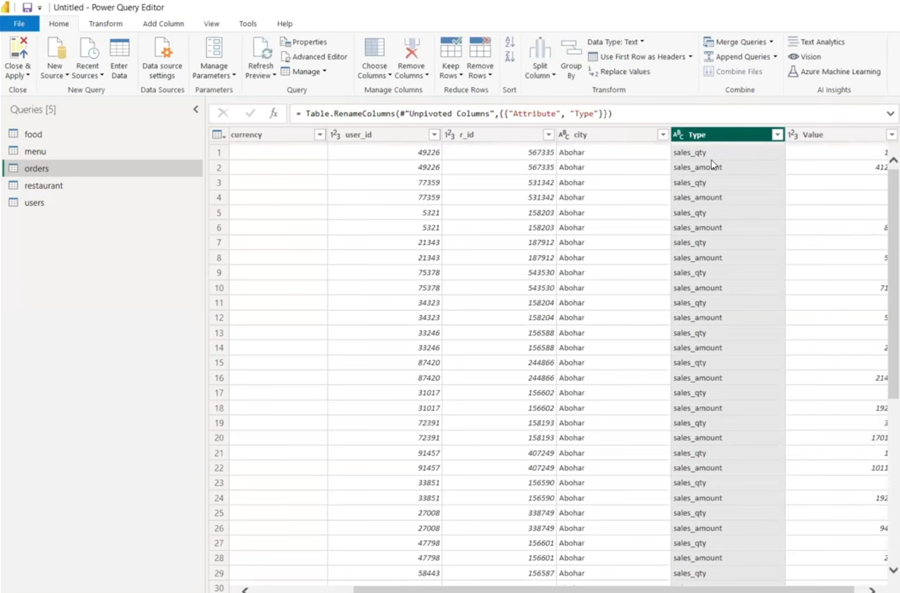 Untitled - Power Query Editor
File Home Transform Add Column View Tools Help
Close & Apply
New Source
Recent Sources
Enter Data
Data source settings
Manage Parameters
Refresh Preview
Properties
Advanced Editor
Manage
Choose Columns
Remove Columns
Keep Rows
Remove Rows
Split Column
Group By
Data Type: Text
Use First Row as Headers
Replace Values
Merge Queries
Append Queries
Combine Files
Text Analytics
Vision
Azure Machine Learning
Close New Query Data Sources Parameters Query Manage Columns Reduce Rows Sort Transform Combine AI Insights
Queries [5]
food
menu
orders
restaurant
users
fx = Table.RenameColumns(#"Unpivoted Columns",{{"Attribute", "Type"}})
currency 123 user_id 123 r_id ABC city ABC Type 123 Value
1 49226 567335 Abohar sales_qty 1
2 49226 567335 Abohar sales_amount 412
3 77359 531342 Abohar sales_qty
4 77359 531342 Abohar sales_amount
5 5321 158203 Abohar sales_qty
6 5321 158203 Abohar sales_amount 8
7 21343 187912 Abohar sales_qty
8 21343 187912 Abohar sales_amount 5
9 75378 543530 Abohar sales_qty
10 75378 543530 Abohar sales_amount 71
11 34323 158204 Abohar sales_qty
12 34323 158204 Abohar sales_amount 5
13 33246 156588 Abohar sales_qty
14 33246 156588 Abohar sales_amount 2
15 87420 244866 Abohar sales_qty
16 87420 244866 Abohar sales_amount 214
17 31017 156602 Abohar sales_qty 1
18 31017 156602 Abohar sales_amount 192
19 72391 158193 Abohar sales_qty 3
20 72391 158193 Abohar sales_amount 1701
21 91457 407249 Abohar sales_qty 1
22 91457 407249 Abohar sales_amount 1011
23 33851 156590 Abohar sales_qty
24 33851 156590 Abohar sales_amount 192
25 27008 338749 Abohar sales_qty
26 27008 338749 Abohar sales_amount 94
27 47798 156601 Abohar sales_qty
28 47798 156601 Abohar sales_amount 2
29 58443 156587 Abohar sales_qty
30